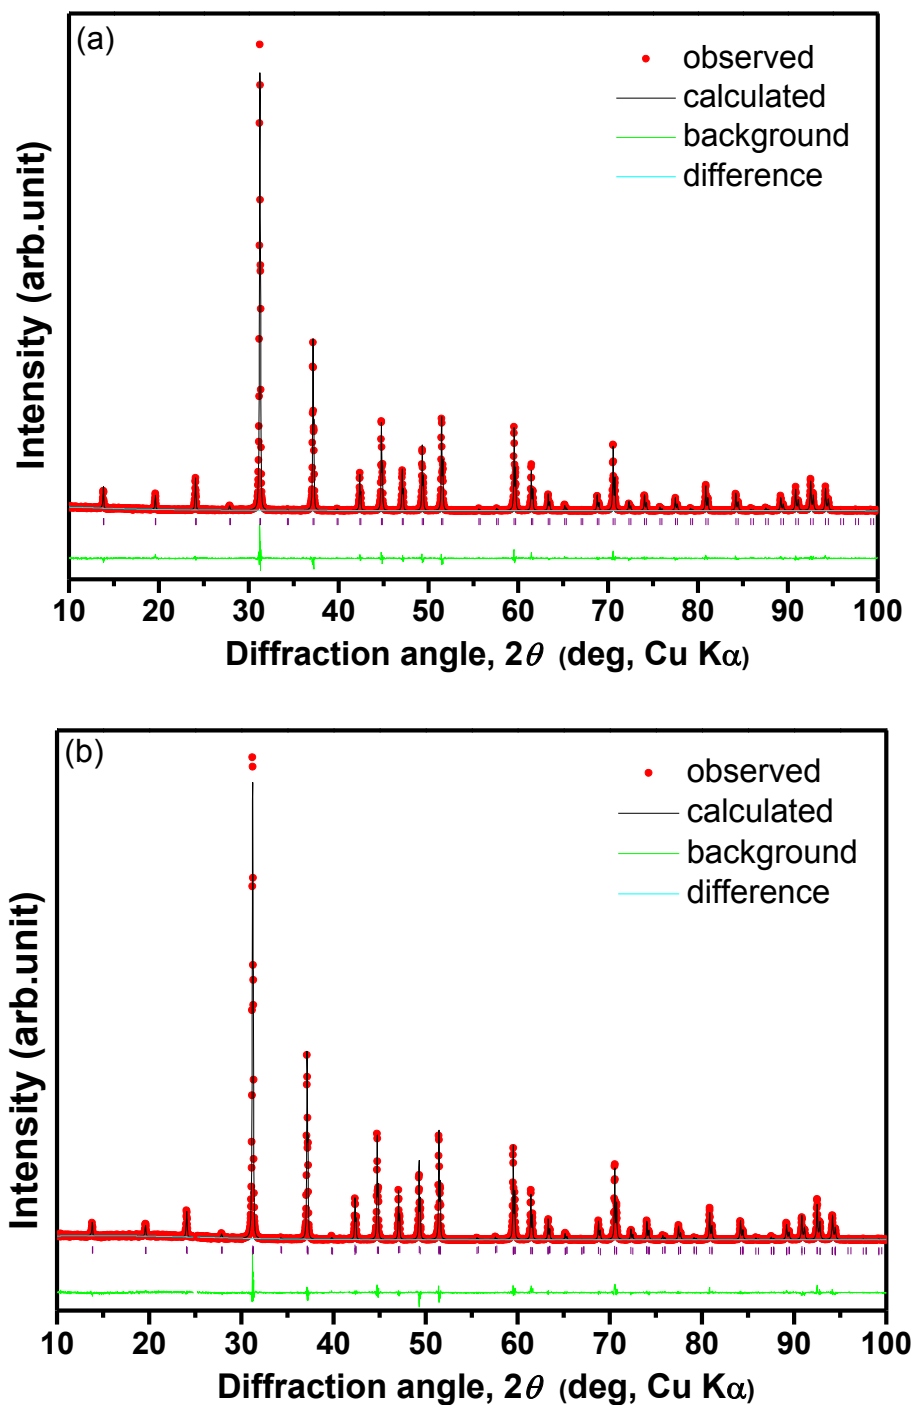 (a)
observed
calculated
background
difference
Intensity (arb.unit)
10 20 30 40 50 60 70 80 90 100
Diffraction angle, 2θ (deg, Cu Kα)
(b)
observed
calculated
background
difference
Intensity (arb.unit)
10 20 30 40 50 60 70 80 90 100
Diffraction angle, 2θ (deg, Cu Kα)